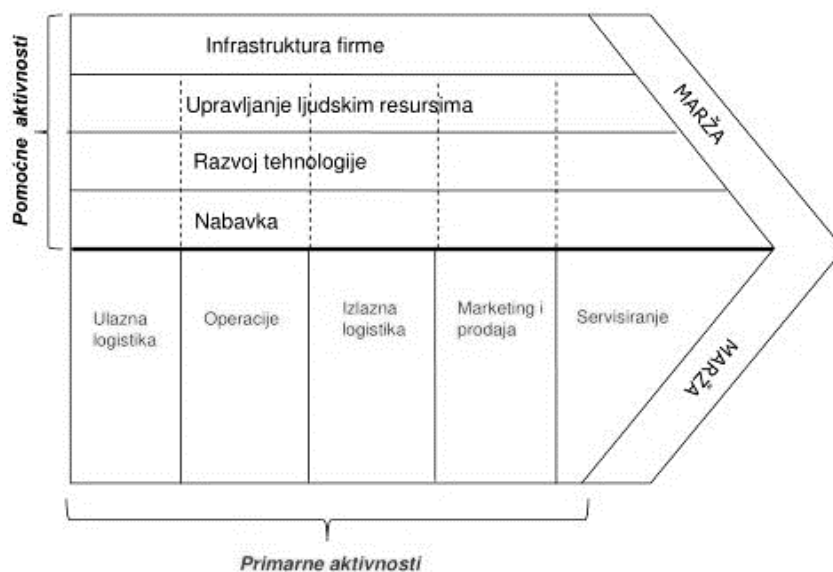 Pomoćne aktivnosti
Infrastruktura firme
Upravljanje ljudskim resursima
Razvoj tehnologije
Nabavka
MARŽA
Ulazna
logistika
Operacije
Izlazna
logistika
Marketing i
prodaja
Servisiranje
MARŽA
Primarne aktivnosti